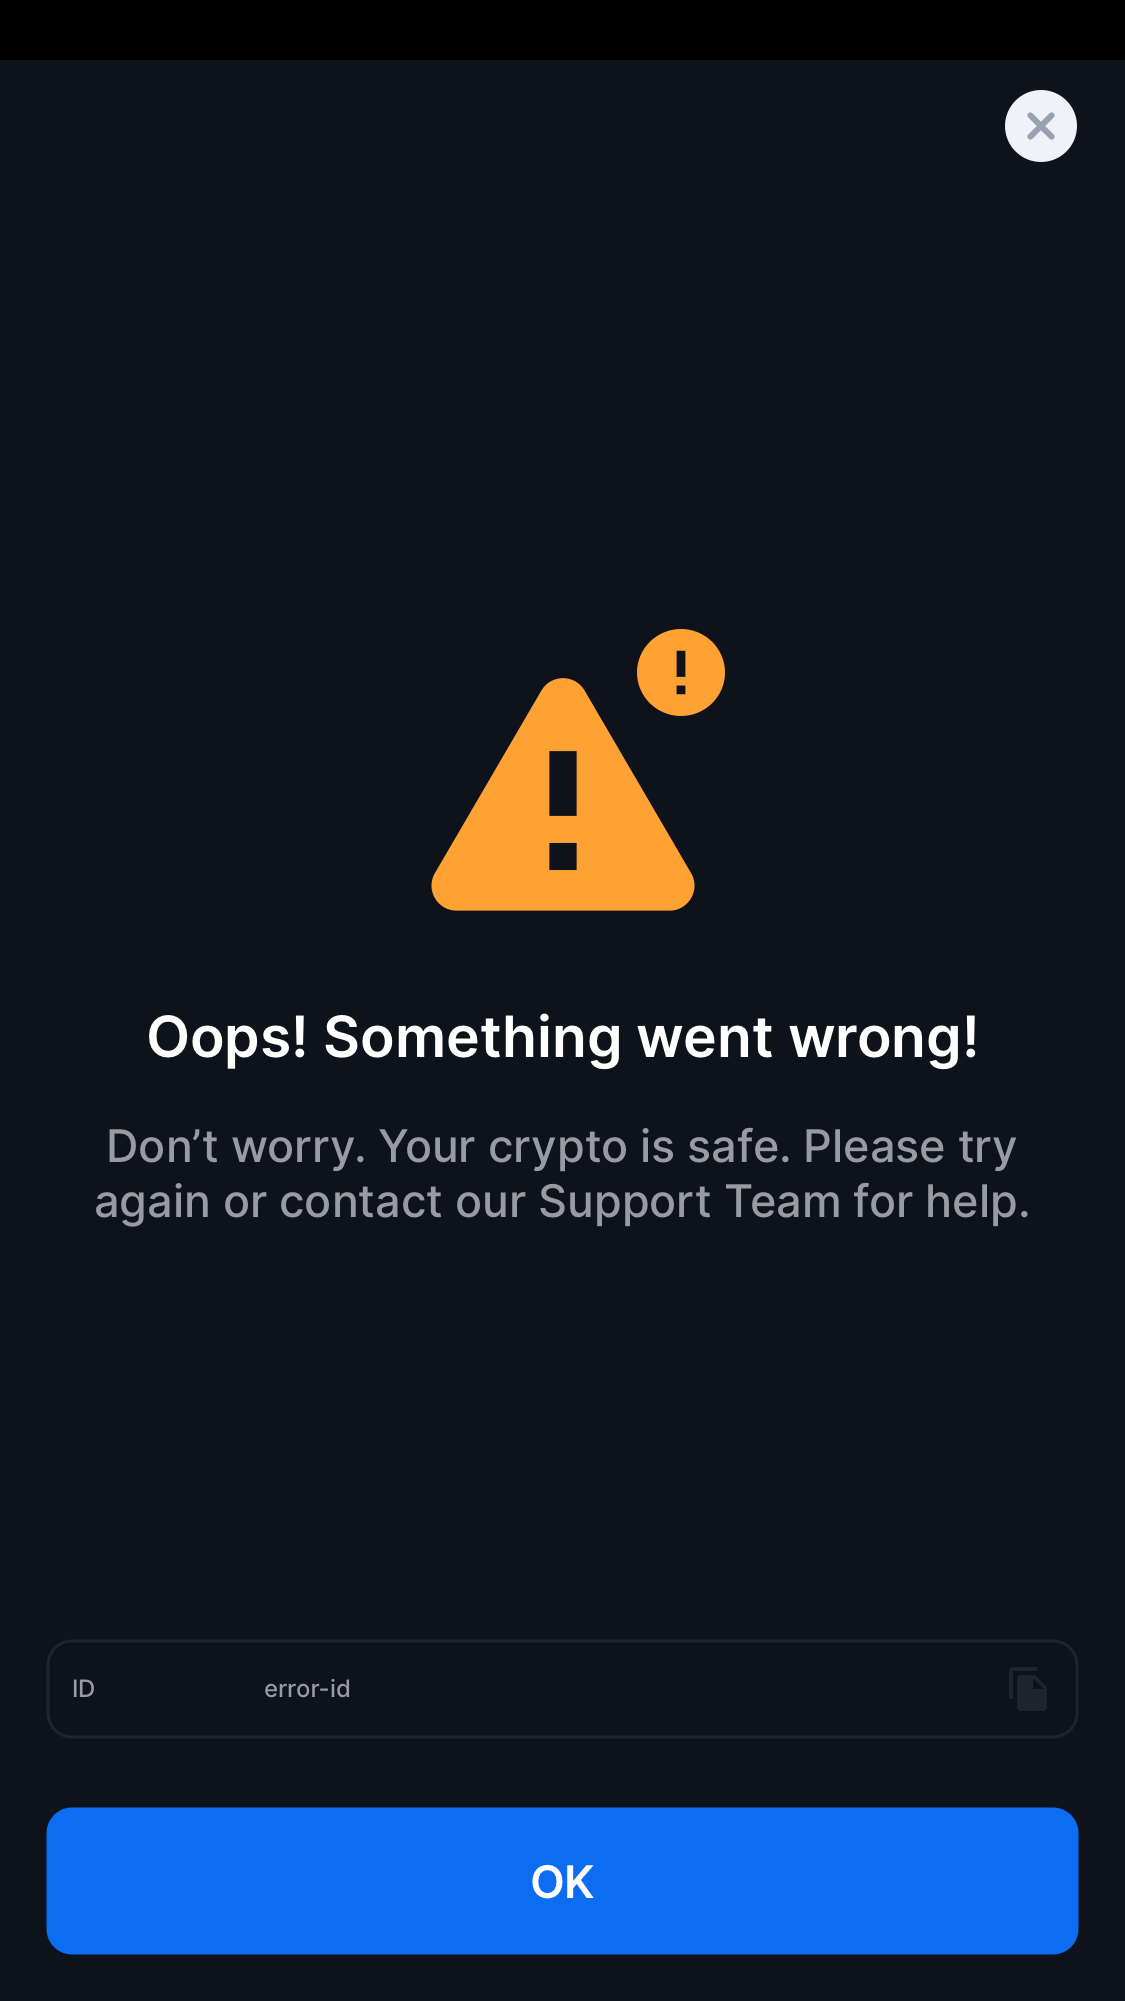 Oops! Something went wrong!
Don’t worry. Your crypto is safe. Please try
again or contact our Support Team for help.
ID error-id
OK